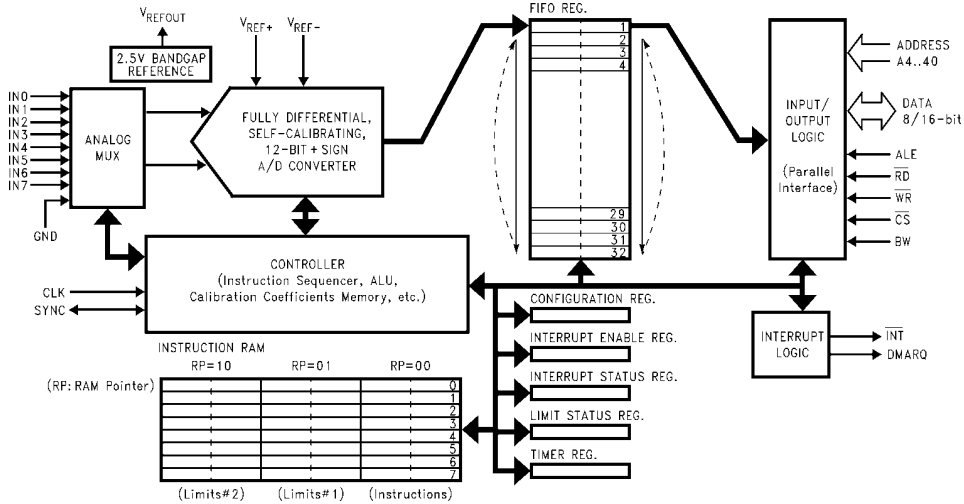 V_REFOUT
2.5V BANDGAP
REFERENCE
V_REF+
V_REF-
IN0
IN1
IN2
IN3
IN4
IN5
IN6
IN7
GND
ANALOG
MUX
FULLY DIFFERENTIAL,
SELF-CALIBRATING,
12-BIT + SIGN
A/D CONVERTER
FIFO REG.
1
2
3
4
29
30
31
32
INPUT/
OUTPUT
LOGIC
(Parallel
Interface)
ADDRESS
A4..40
DATA
8/16-bit
ALE
R̅D̅
W̅R̅
C̅S̅
BW
CONTROLLER
(Instruction Sequencer, ALU,
Calibration Coefficients Memory, etc.)
CLK
SYNC
CONFIGURATION REG.
INTERRUPT ENABLE REG.
INTERRUPT STATUS REG.
LIMIT STATUS REG.
TIMER REG.
INTERRUPT
LOGIC
I̅N̅T̅
DMARQ
INSTRUCTION RAM
RP=10 RP=01 RP=00
(RP: RAM Pointer)
0
1
2
3
4
5
6
7
(Limits#2) (Limits#1) (Instructions)